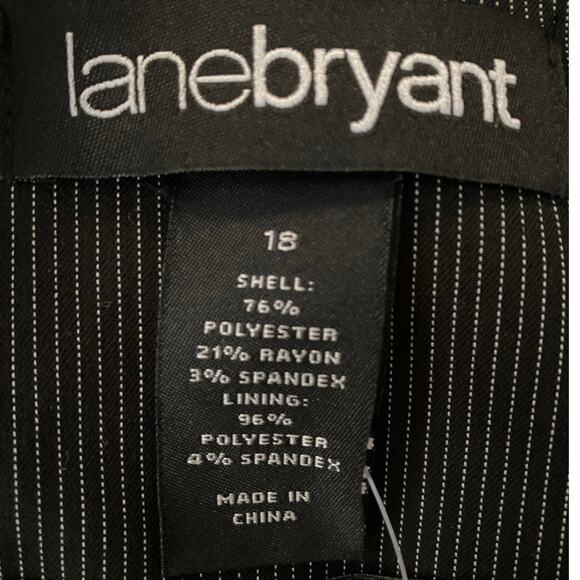 lanebryant
18
SHELL:
76%
POLYESTER
21% RAYON
3% SPANDEX
LINING:
96%
POLYESTER
4% SPANDEX
MADE IN
CHINA